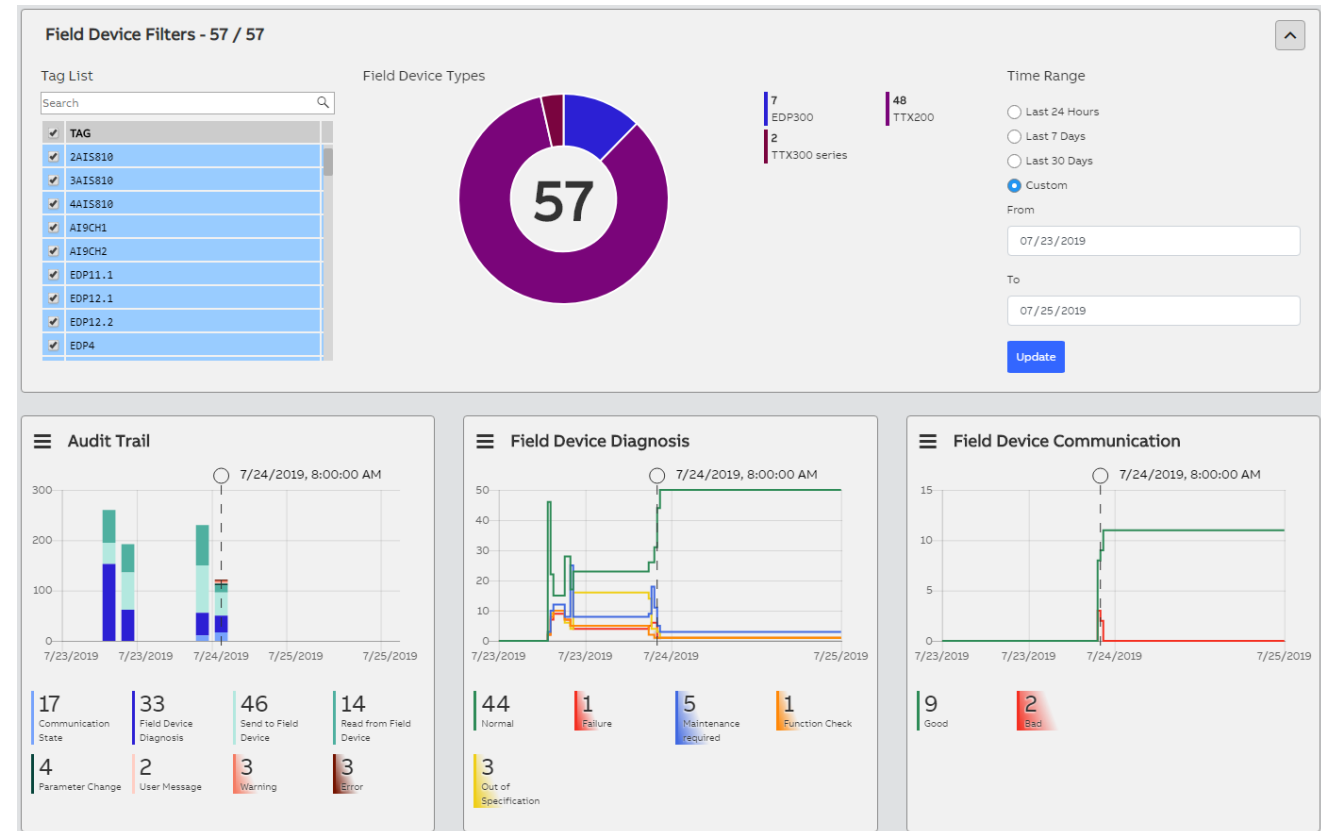 Field Device Filters - 57 / 57
Tag List
Search
TAG
2AIS810
3AIS810
4AIS810
AI9CH1
AI9CH2
EDP11.1
EDP12.1
EDP12.2
EDP4
Field Device Types
57
7
EDP300
48
TTX200
2
TTX300 series
Time Range
Last 24 Hours
Last 7 Days
Last 30 Days
Custom
From
07/23/2019
To
07/25/2019
Update
Audit Trail
7/24/2019, 8:00:00 AM
300
200
100
0
7/23/2019 7/23/2019 7/24/2019 7/25/2019 7/25/2019
17
Communication
State
33
Field Device
Diagnosis
46
Send to Field
Device
14
Read from Field
Device
4
Parameter Change
2
User Message
3
Warning
3
Error
Field Device Diagnosis
7/24/2019, 8:00:00 AM
50
40
30
20
10
0
7/23/2019 7/23/2019 7/24/2019 7/25/2019
44
Normal
1
Failure
5
Maintenance
required
1
Function Check
3
Out of
Specification
Field Device Communication
7/24/2019, 8:00:00 AM
15
10
5
0
7/23/2019 7/23/2019 7/24/2019 7/25/2019
9
Good
2
Bad